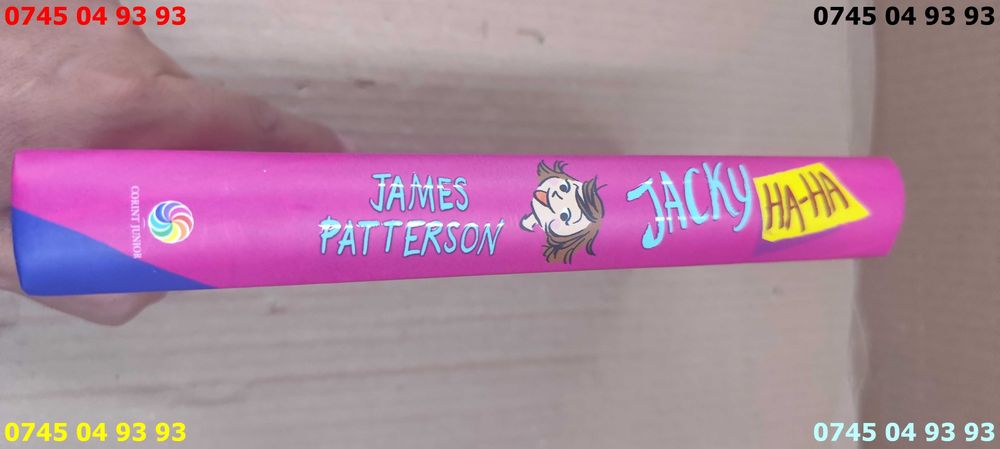 0745 04 93 93
0745 04 93 93
CORINT JUNIOR
JAMES
PATTERSON
JACKY
HA-HA
0745 04 93 93
0745 04 93 93